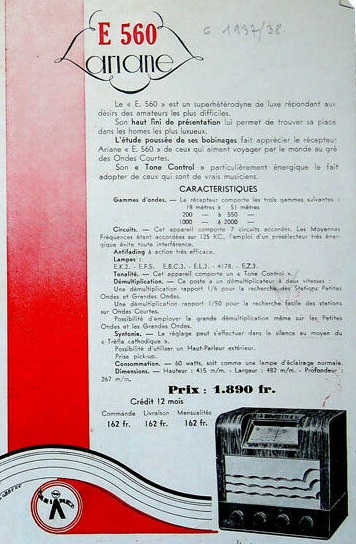 E 560
ariane
1937/38.
Le « E. 560 » est un superhétérodyne de luxe répondant aux
désirs des amateurs les plus difficiles.
Son haut fini de présentation lui permet de trouver sa place
dans les homes les plus luxueux.
L'étude poussée de ses bobinages fait apprécier le récepteur
Ariane « E. 560 » de ceux qui aiment voyager par le monde au gré
des Ondes Courtes.
Son « Tone Control » particulièrement énergique le fait
adopter de ceux qui sont de vrais musiciens.
CARACTERISTIQUES
Gammes d'ondes. — Le récepteur comporte les trois gammes suivantes :
18 mètres à 51 mètres
200 — à 550 —
1000 — à 2000 —
Circuits. — Cet appareil comporte 7 circuits accordés. Les Moyennes
Fréquences étant accordées sur 125 KC., l'emploi d'un présélecteur très éner-
gique évite toute interférence.
Antifading à action très efficace.
Lampes :
E.K.2. - E.F.5. E.B.C.3. - E.L.3. - 4178. - E.Z.3.
Tonalité. — Cet appareil comporte un « Tone Control ».
Démultiplication. — Ce poste a un démultiplicateur à deux vitesses :
Une démultiplication rapport 1/5 pour la recherche des Stations Petites
Ondes et Grandes Ondes.
Une démultiplication rapport 1/50 pour la recherche facile des stations
sur Ondes Courtes.
Possibilité d'employer la grande démultiplication même sur les Petites
Ondes et les Grandes Ondes.
Syntonie. — Le réglage peut s'effectuer dans le silence au moyen du
« Trèfle cathodique ».
Possibilité d'utiliser un Haut-Parleur extérieur.
Prise pick-up.
Consommation. — 60 watts, soit comme une lampe d'éclairage normale.
Dimensions. — Hauteur : 415 m/m. - Largeur : 482 m/m. - Profondeur :
267 m/m.
Prix : 1.890 fr.
Crédit 12 mois
Commande Livraison Mensualités
162 fr. 162 fr. 162 fr.
ARIANE